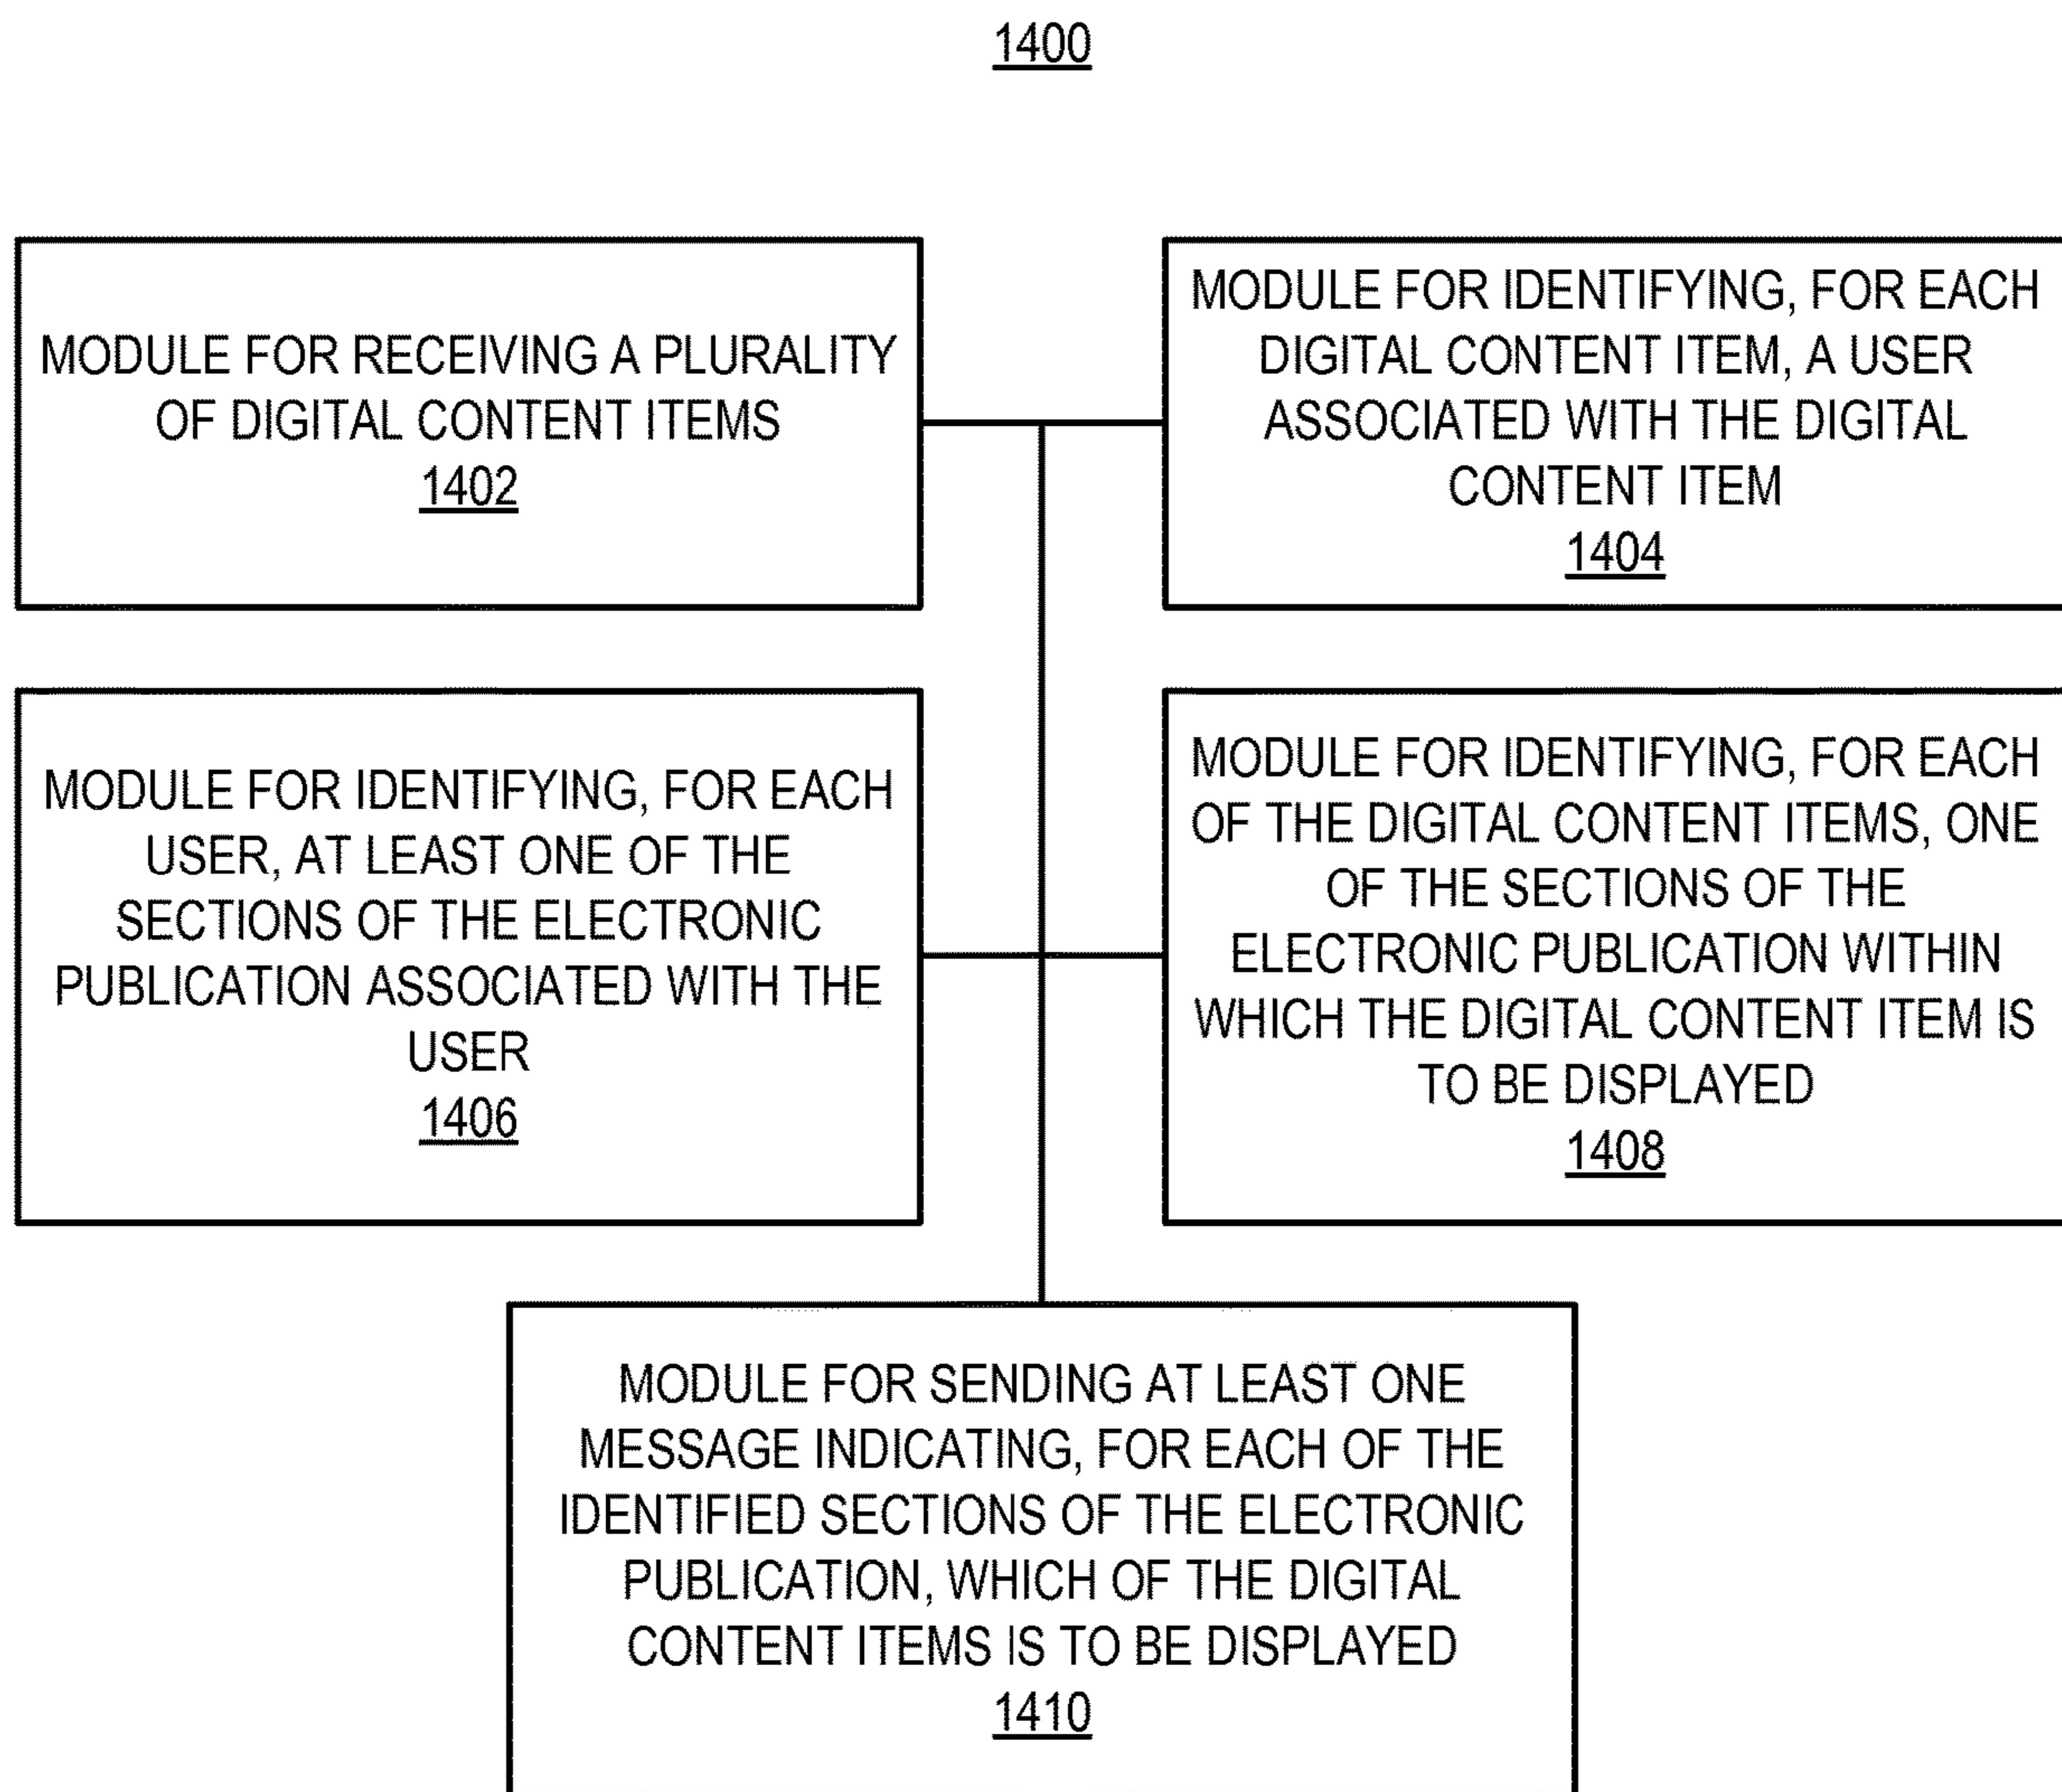 1400
MODULE FOR RECEIVING A PLURALITY
OF DIGITAL CONTENT ITEMS
1402
MODULE FOR IDENTIFYING, FOR EACH
DIGITAL CONTENT ITEM, A USER
ASSOCIATED WITH THE DIGITAL
CONTENT ITEM
1404
MODULE FOR IDENTIFYING, FOR EACH
USER, AT LEAST ONE OF THE
SECTIONS OF THE ELECTRONIC
PUBLICATION ASSOCIATED WITH THE
USER
1406
MODULE FOR IDENTIFYING, FOR EACH
OF THE DIGITAL CONTENT ITEMS, ONE
OF THE SECTIONS OF THE
ELECTRONIC PUBLICATION WITHIN
WHICH THE DIGITAL CONTENT ITEM IS
TO BE DISPLAYED
1408
MODULE FOR SENDING AT LEAST ONE
MESSAGE INDICATING, FOR EACH OF THE
IDENTIFIED SECTIONS OF THE ELECTRONIC
PUBLICATION, WHICH OF THE DIGITAL
CONTENT ITEMS IS TO BE DISPLAYED
1410